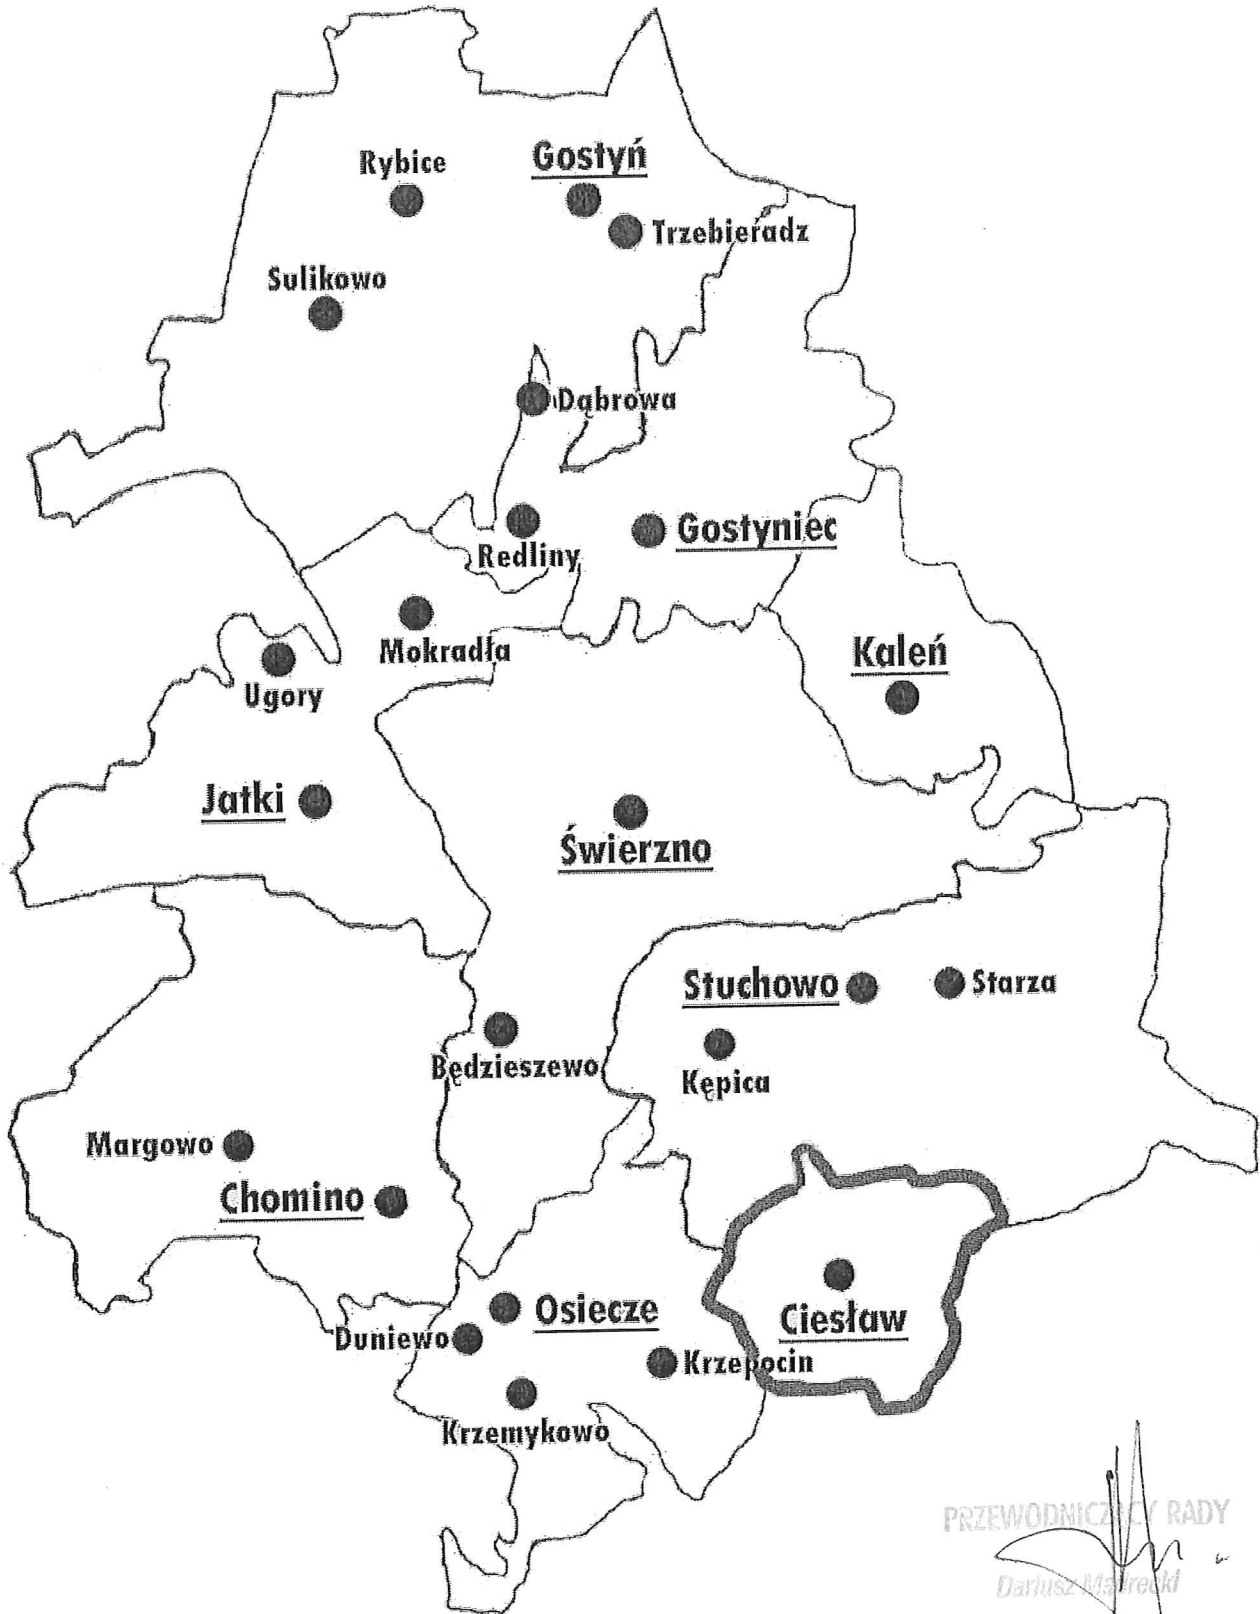 Rybice
Gostyń
Trzebieradz
Sulikowo
Dąbrowa
Gostyniec
Redliny
Mokradła
Kaleń
Ugory
Jatki
Świerzno
Stuchowo
Starza
Będzieszewo
Kępica
Margowo
Chomino
Osiecze
Ciesław
Duniewo
Krzepocin
Krzemykowo
PRZEWODNICZĄCY RADY
Dariusz